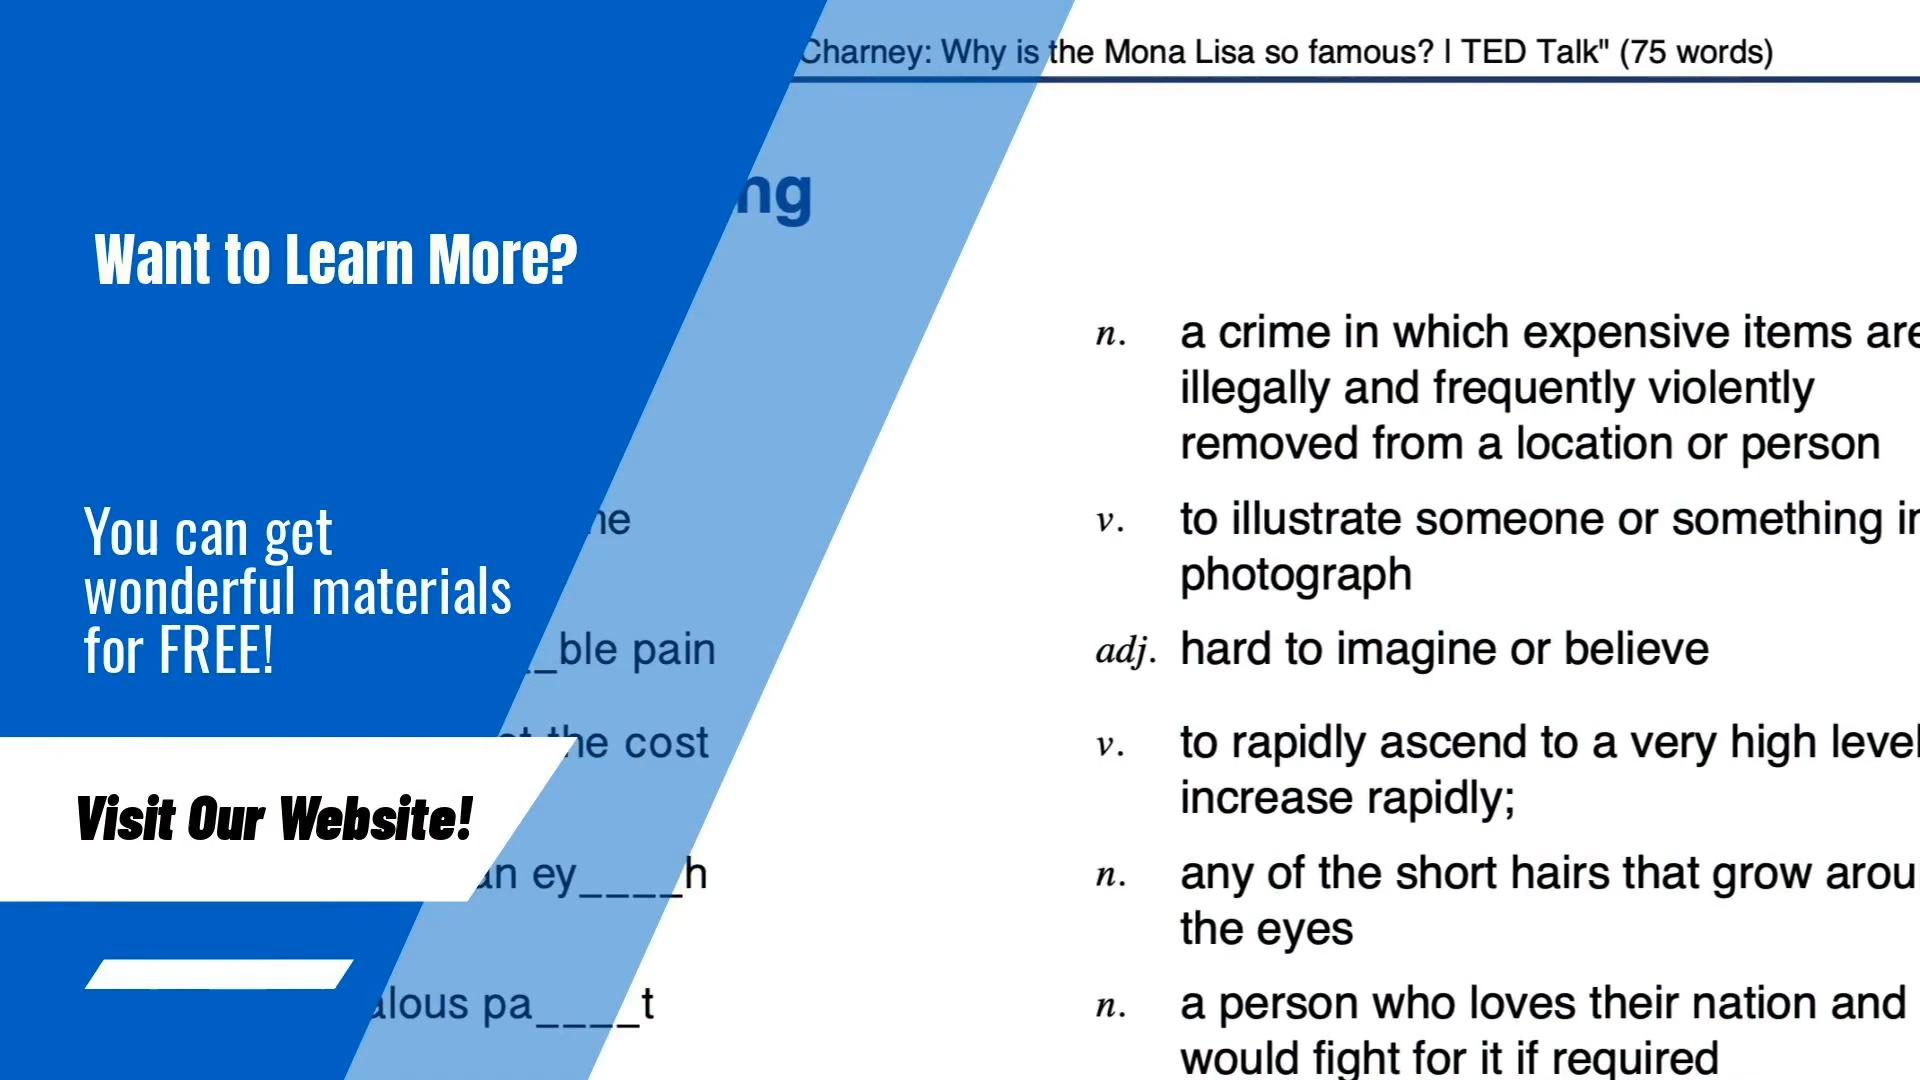 Charney: Why is the Mona Lisa so famous? | TED Talk" (75 words)
Want to Learn More?
You can get
wonderful materials
for FREE!
Visit Our Website!
ng
ne
_ble pain
the cost
an ey____h
alous pa____t
n. a crime in which expensive items are
illegally and frequently violently
removed from a location or person
v. to illustrate someone or something in
photograph
adj. hard to imagine or believe
v. to rapidly ascend to a very high level
increase rapidly;
n. any of the short hairs that grow arou
the eyes
n. a person who loves their nation and
would fight for it if required